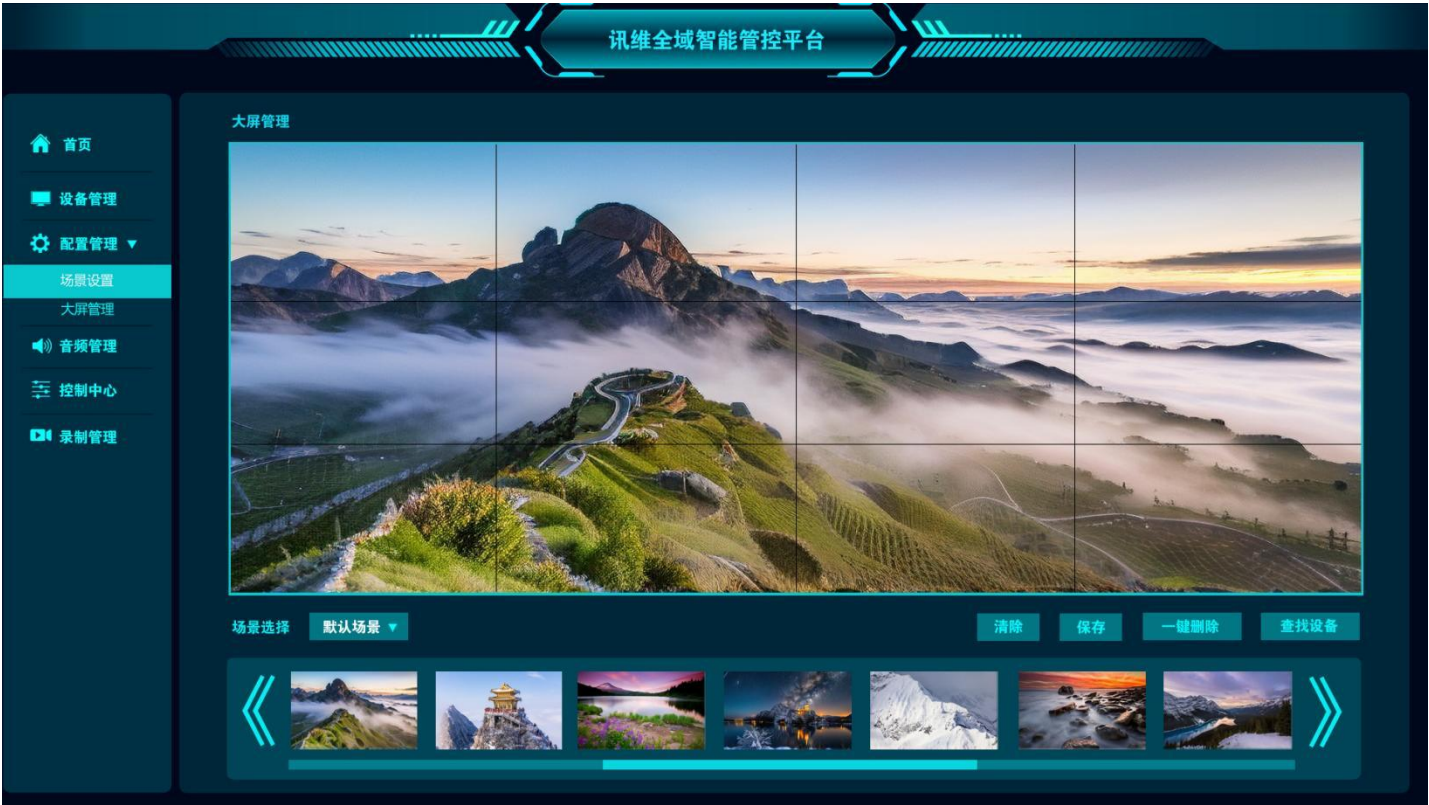 讯维全域智能管控平台
首页
设备管理
配置管理
场景设置
大屏管理
音频管理
控制中心
录制管理
大屏管理
场景选择 默认场景
清除 保存 一键删除 查找设备